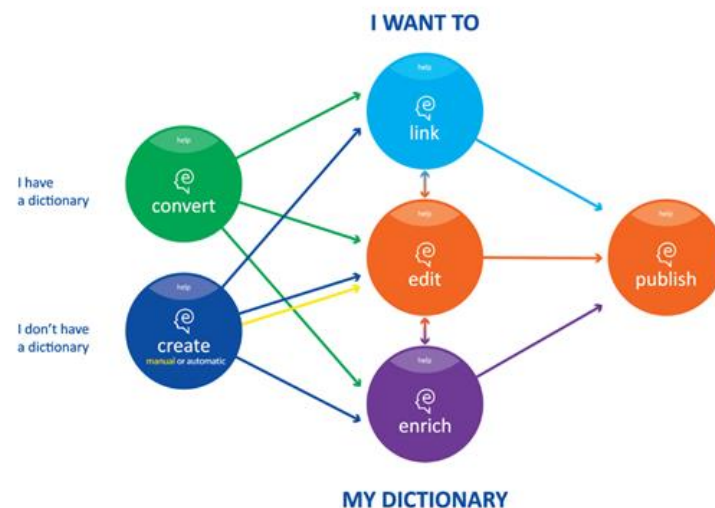 I WANT TO
help
link
help
convert
I have
a dictionary
help
edit
help
publish
help
create
manual or automatic
I don't have
a dictionary
help
enrich
MY DICTIONARY